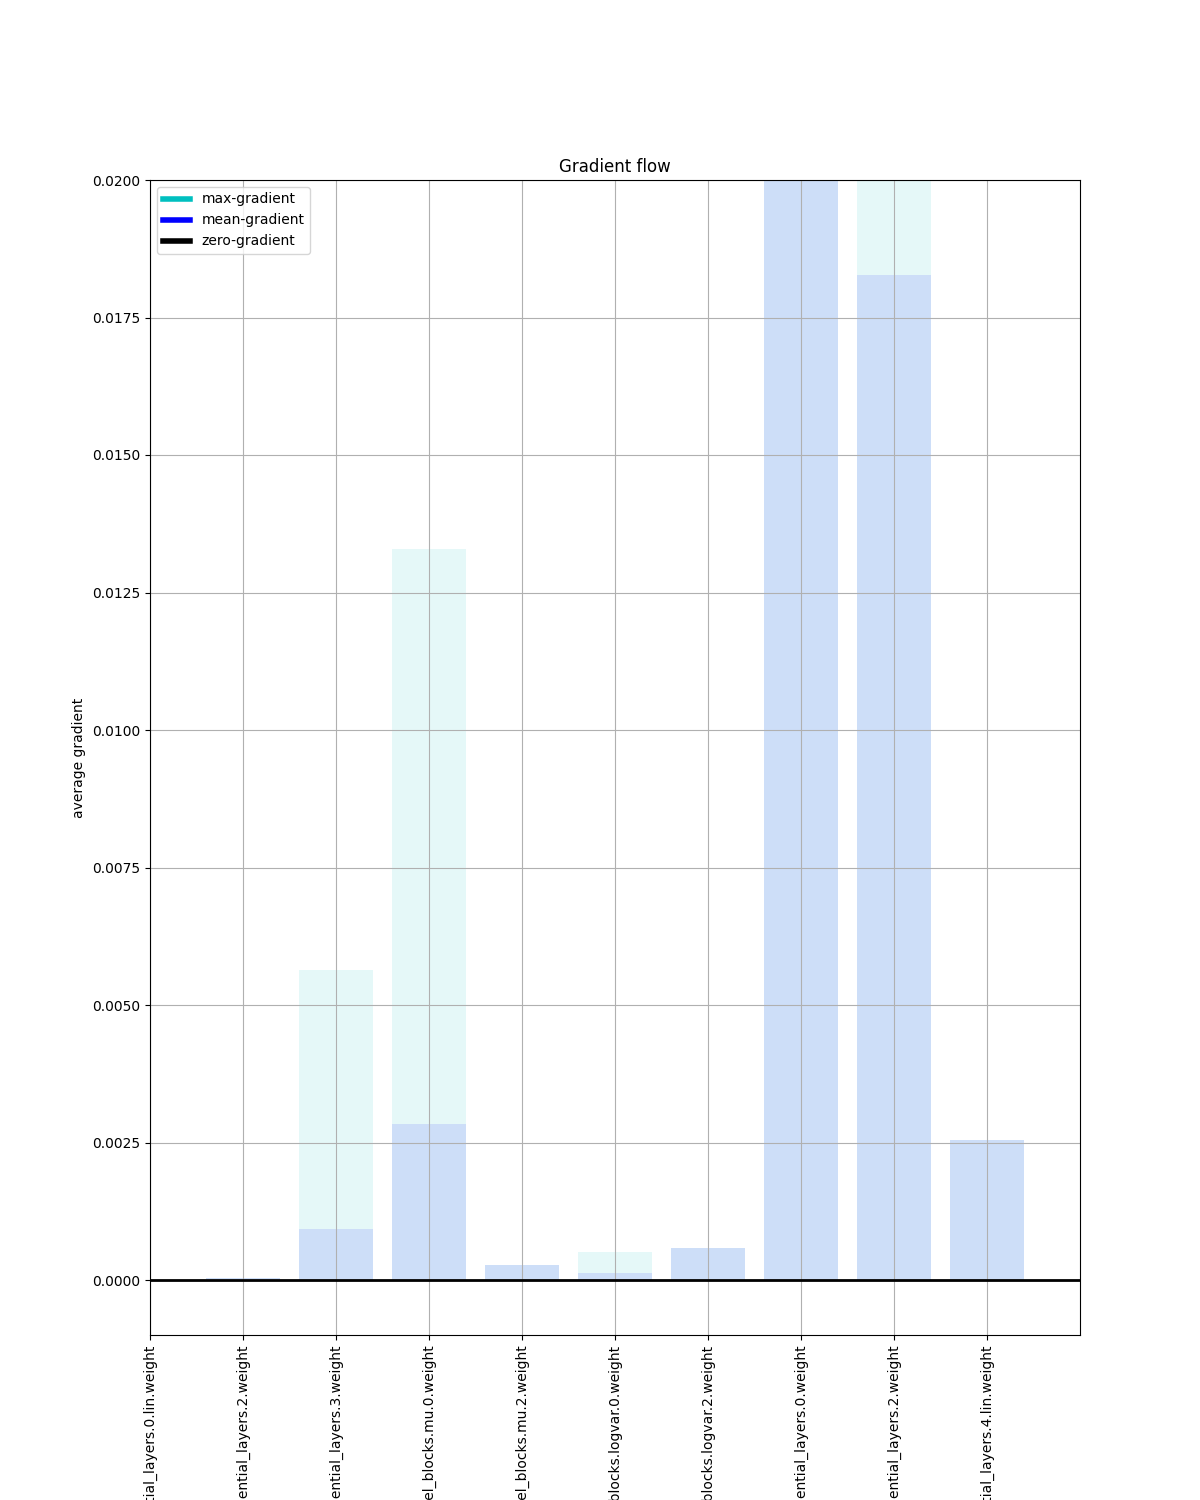 Gradient flow
max-gradient
mean-gradient
zero-gradient
0.0200
0.0175
0.0150
0.0125
0.0100
0.0075
0.0050
0.0025
0.0000
average gradient
tial_layers.0.lin.weight
ential_layers.2.weight
ential_layers.3.weight
el_blocks.mu.0.weight
el_blocks.mu.2.weight
blocks.logvar.0.weight
blocks.logvar.2.weight
ential_layers.0.weight
ential_layers.2.weight
tial_layers.4.lin.weight